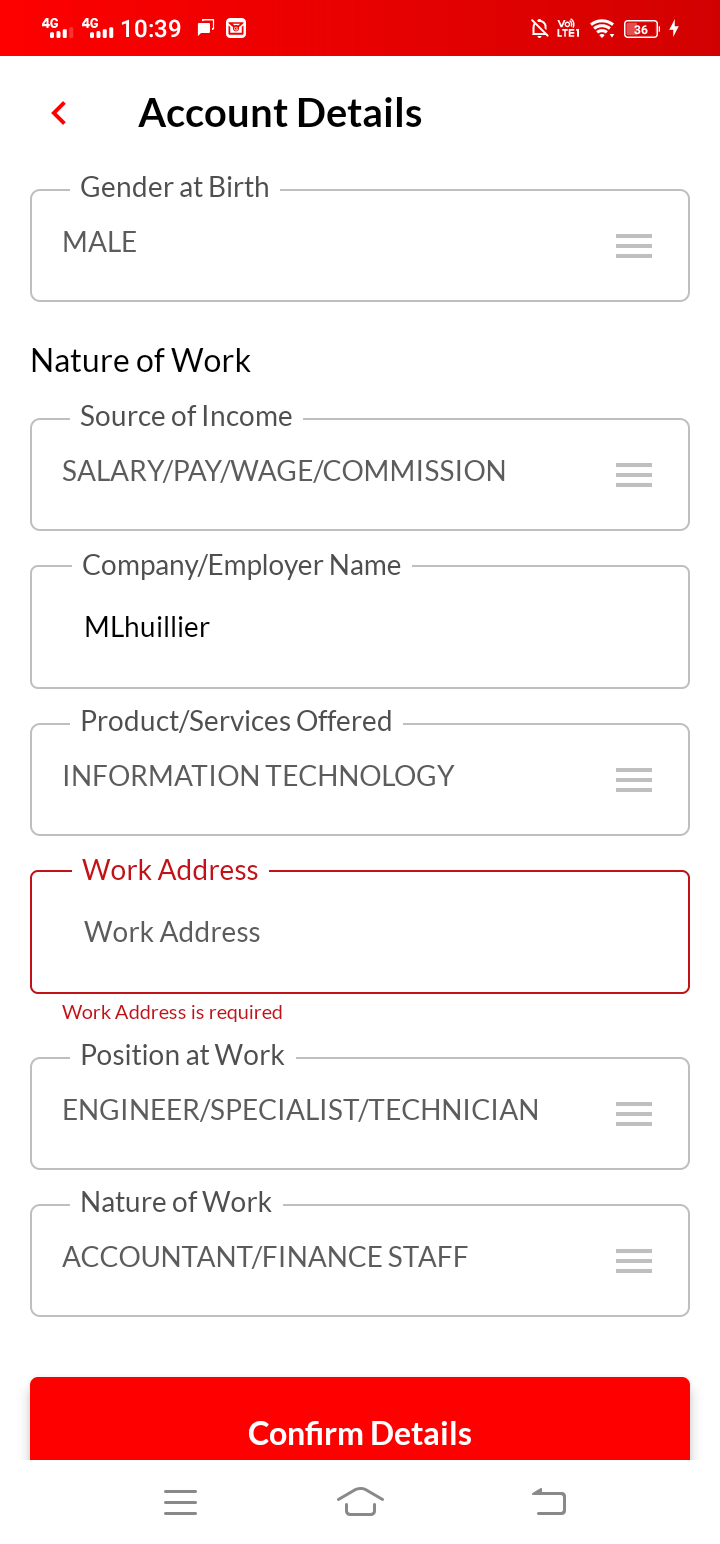 4G 4G 10:39 Vo) LTE1 36
Account Details
Gender at Birth
MALE
Nature of Work
Source of Income
SALARY/PAY/WAGE/COMMISSION
Company/Employer Name
MLhuillier
Product/Services Offered
INFORMATION TECHNOLOGY
Work Address
Work Address
Work Address is required
Position at Work
ENGINEER/SPECIALIST/TECHNICIAN
Nature of Work
ACCOUNTANT/FINANCE STAFF
Confirm Details